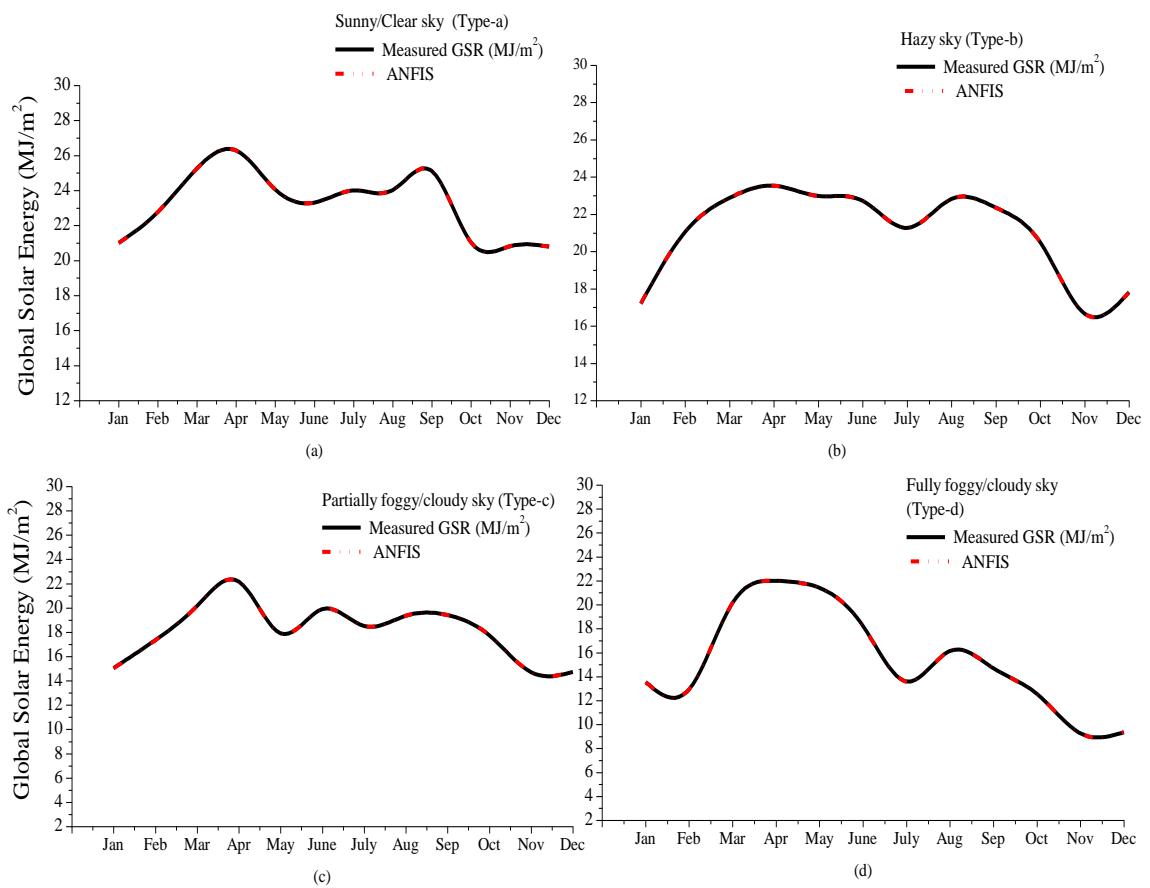 Sunny/Clear sky (Type-a)
Measured GSR (MJ/m²)
ANFIS
Global Solar Energy (MJ/m²)
30
28
26
24
22
20
18
16
14
12
Jan Feb Mar Apr May June July Aug Sep Oct Nov Dec
(a)
Hazy sky (Type-b)
Measured GSR (MJ/m²)
ANFIS
30
28
26
24
22
20
18
16
14
12
Jan Feb Mar Apr May June July Aug Sep Oct Nov Dec
(b)
Partially foggy/cloudy sky (Type-c)
Measured GSR (MJ/m²)
ANFIS
Global Solar Energy (MJ/m²)
30
28
26
24
22
20
18
16
14
12
10
8
6
4
2
Jan Feb Mar Apr May Jun July Aug Sep Oct Nov Dec
(c)
Fully foggy/cloudy sky
(Type-d)
Measured GSR (MJ/m²)
ANFIS
30
28
26
24
22
20
18
16
14
12
10
8
6
4
2
Jan Feb Mar Apr May June July Aug Sep Oct Nov Dec
(d)